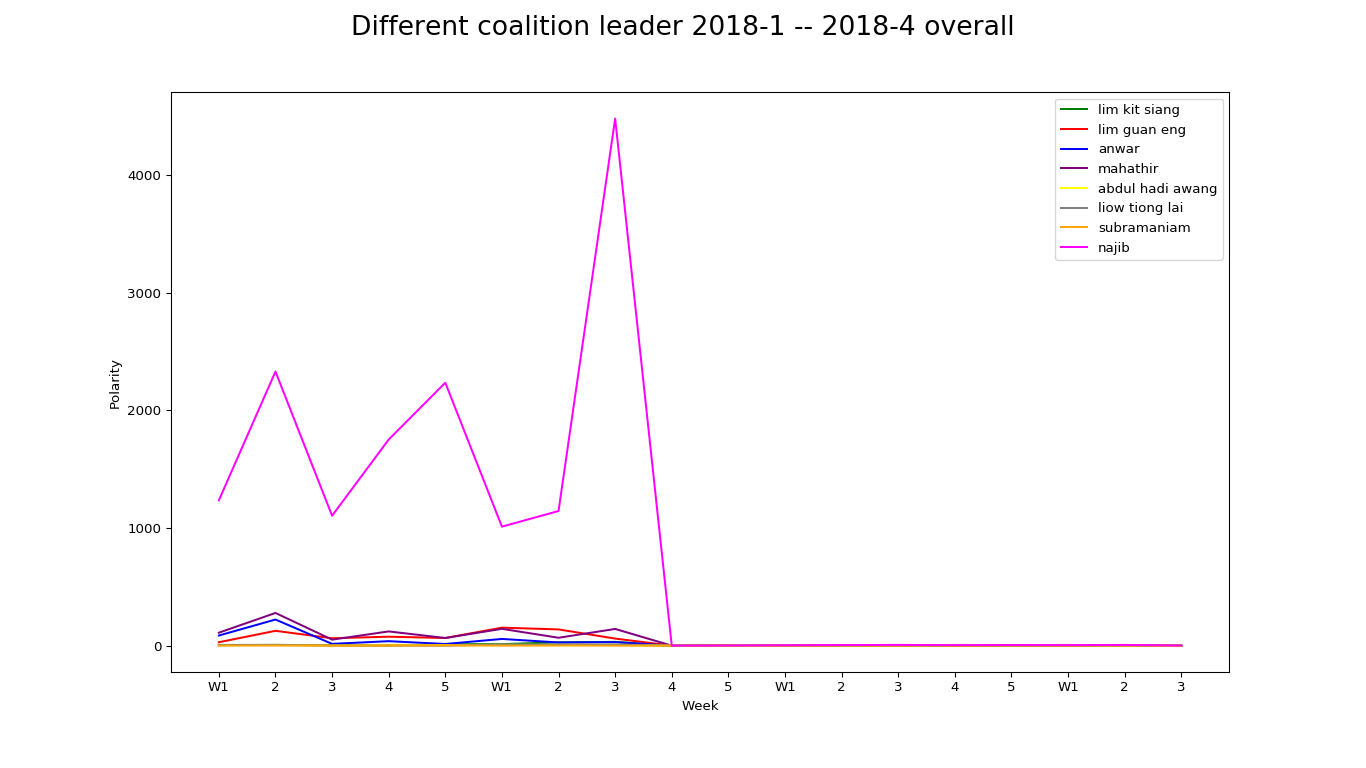 Different coalition leader 2018-1 -- 2018-4 overall
lim kit siang
lim guan eng
anwar
mahathir
abdul hadi awang
liow tiong lai
subramaniam
najib
4000
3000
2000
1000
0
Polarity
W1 2 3 4 5 W1 2 3 4 5 W1 2 3 4 5 W1 2 3
Week